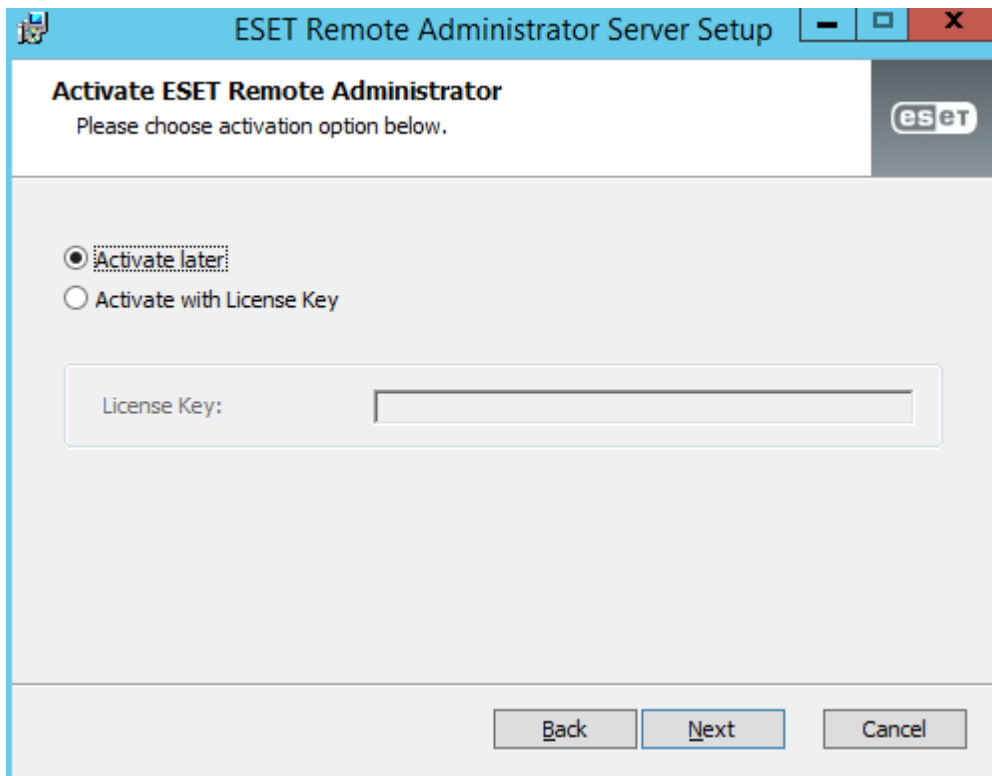 ESET Remote Administrator Server Setup
Activate ESET Remote Administrator
Please choose activation option below.
eseT
Activate later
Activate with License Key
License Key:
Back Next Cancel